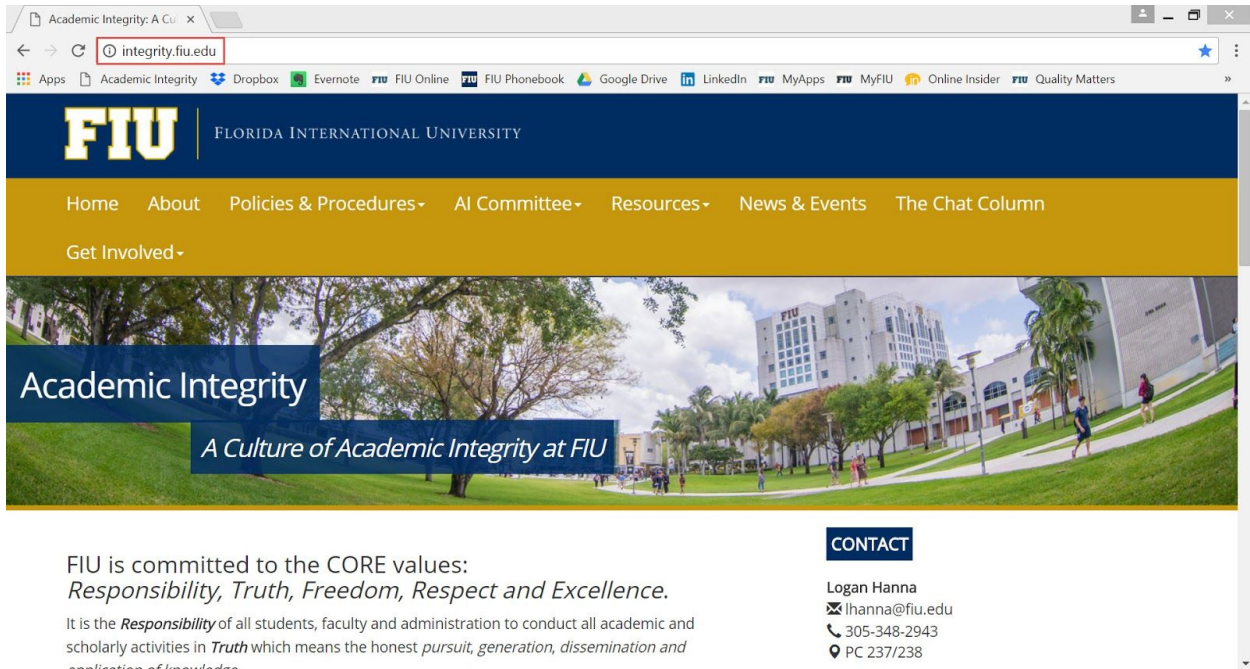 Academic Integrity: A Cul
integrity.fiu.edu
Apps Academic Integrity Dropbox Evernote FIU FIU Online FIU FIU Phonebook Google Drive in LinkedIn FIU MyApps FIU MyFIU Online Insider FIU Quality Matters »
FIU FLORIDA INTERNATIONAL UNIVERSITY
Home About Policies & Procedures AI Committee Resources News & Events The Chat Column
Get Involved
FIU
Academic Integrity
A Culture of Academic Integrity at FIU
CONTACT
FIU is committed to the CORE values:
Responsibility, Truth, Freedom, Respect and Excellence.
It is the Responsibility of all students, faculty and administration to conduct all academic and
scholarly activities in Truth which means the honest pursuit, generation, dissemination and
application of knowledge
Logan Hanna
lhanna@fiu.edu
305-348-2943
PC 237/238